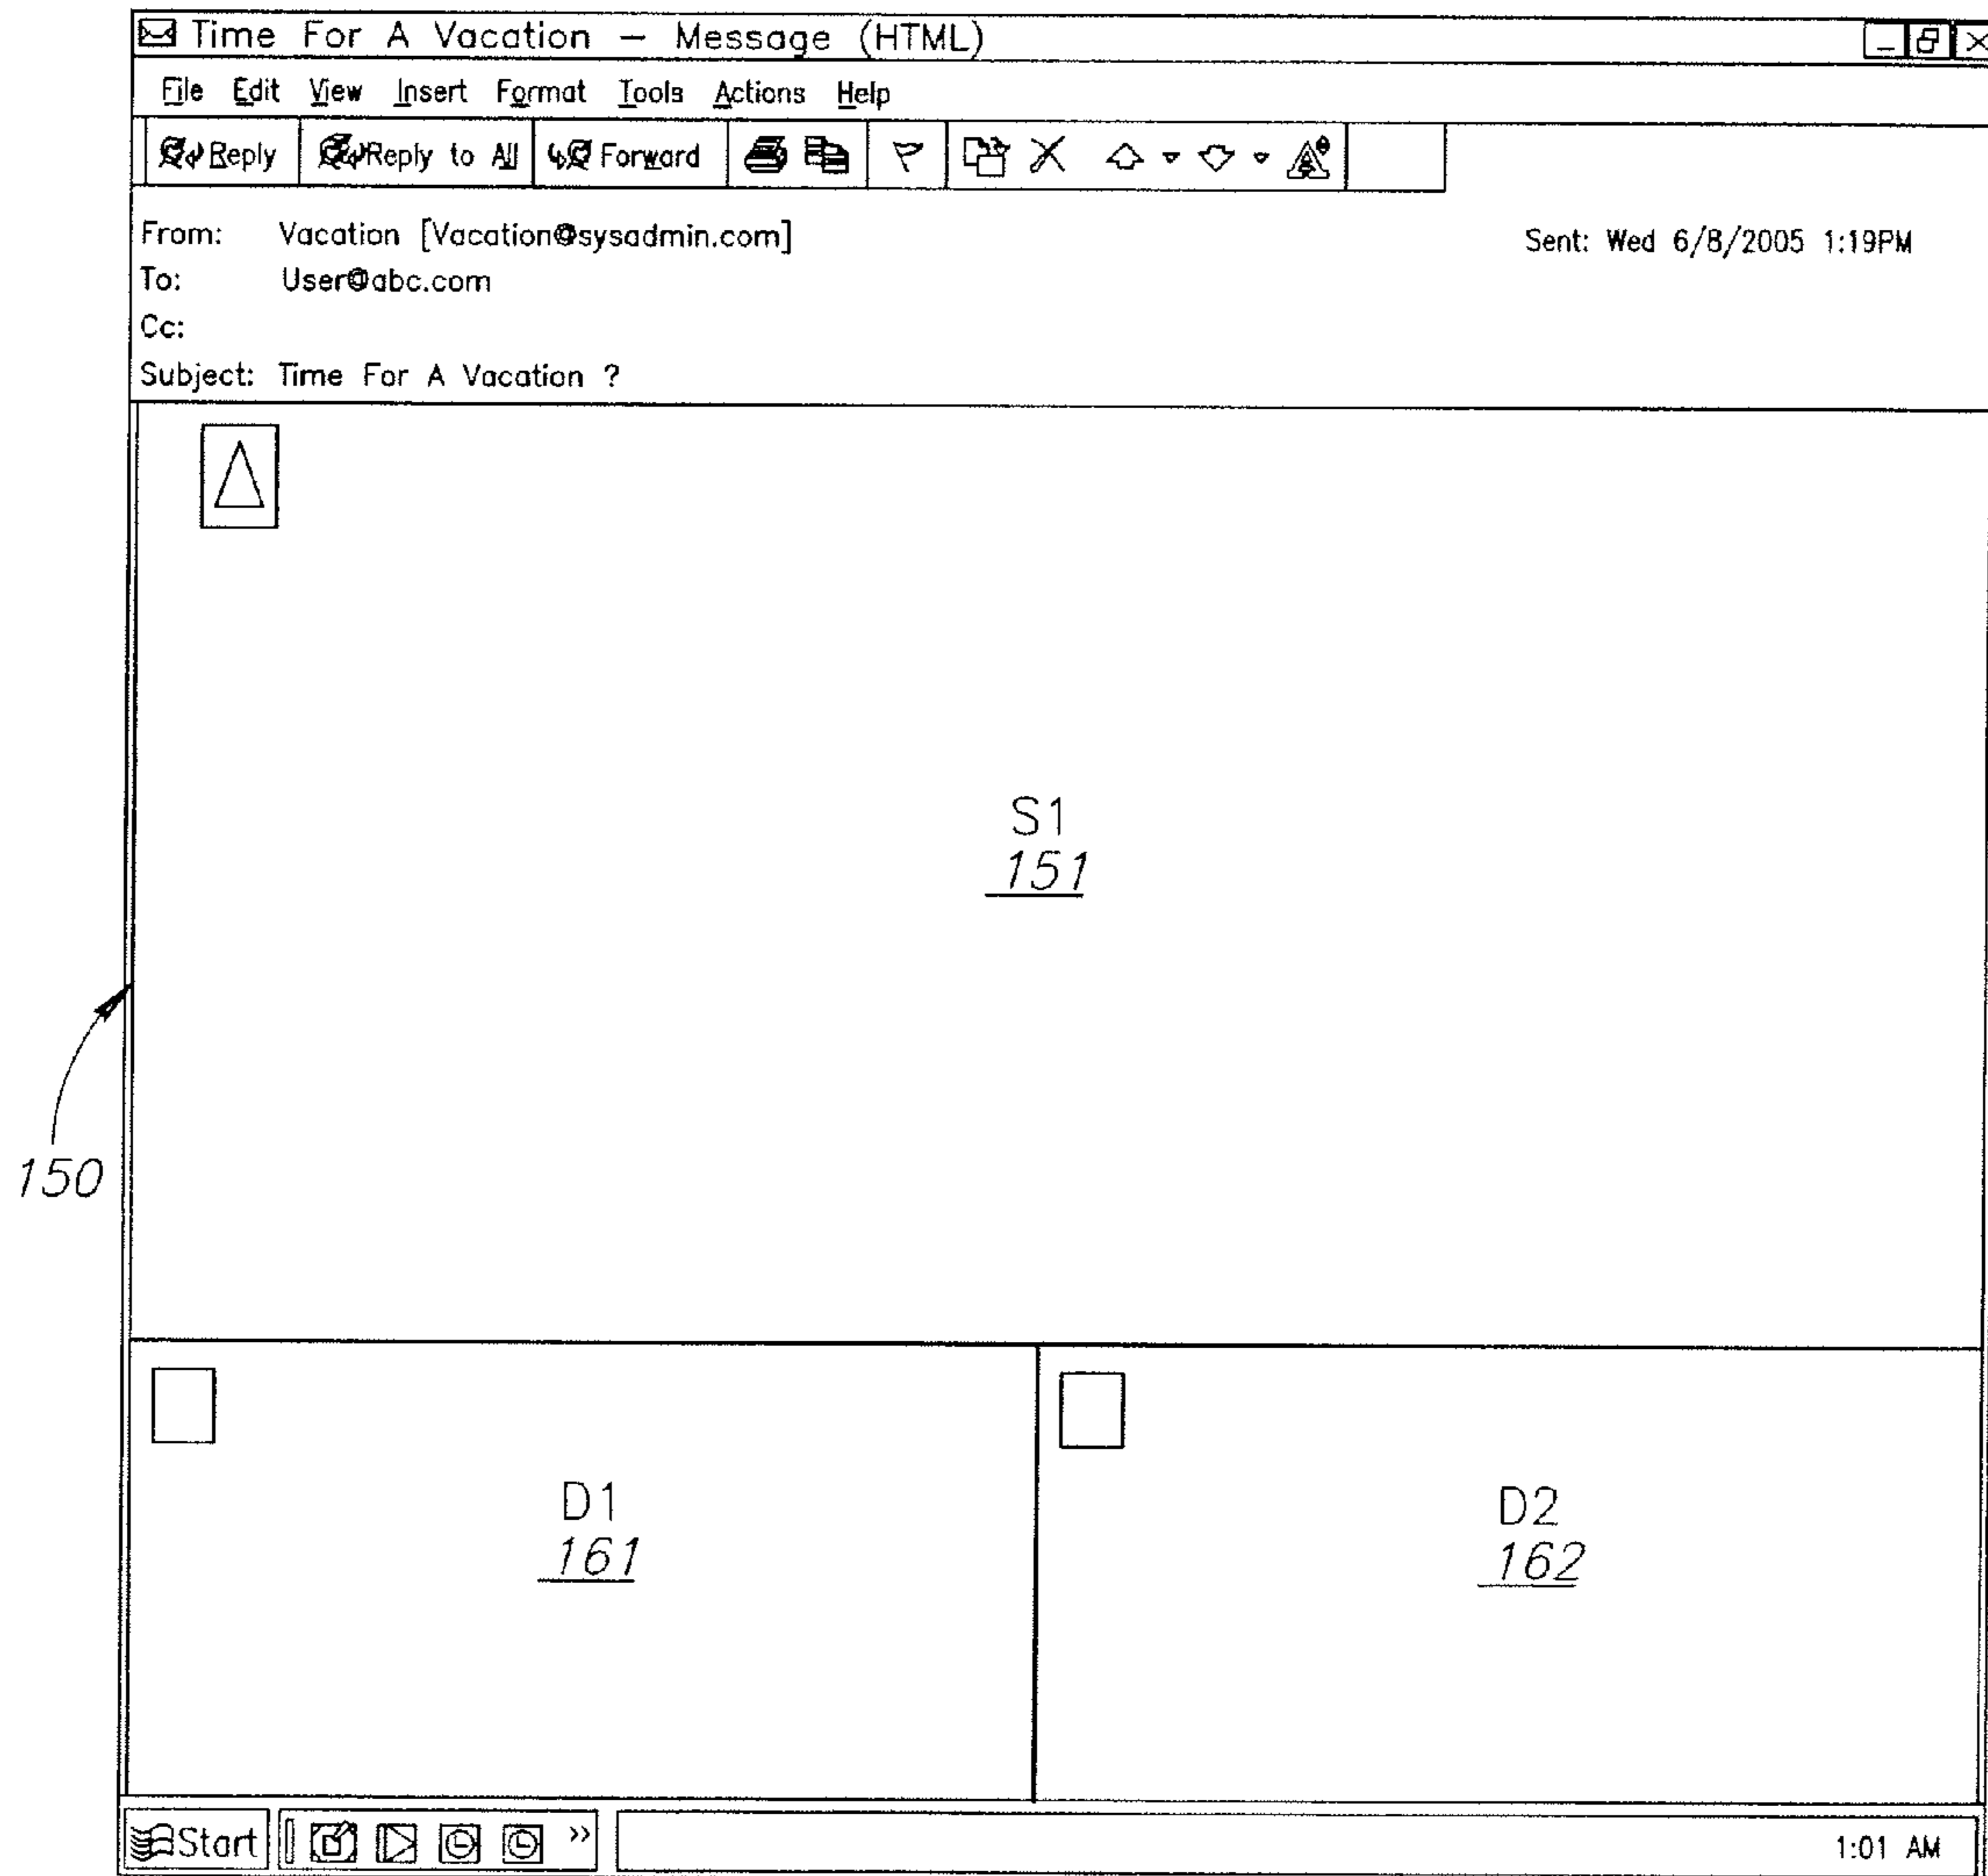 Time For A Vacation – Message (HTML)
File Edit View Insert Format Tools Actions Help
Reply Reply to All Forward
From: Vacation [Vacation@sysadmin.com] Sent: Wed 6/8/2005 1:19PM
To: User@abc.com
Cc:
Subject: Time For A Vacation ?
S1
151
150
D1
161
D2
162
Start » 1:01 AM